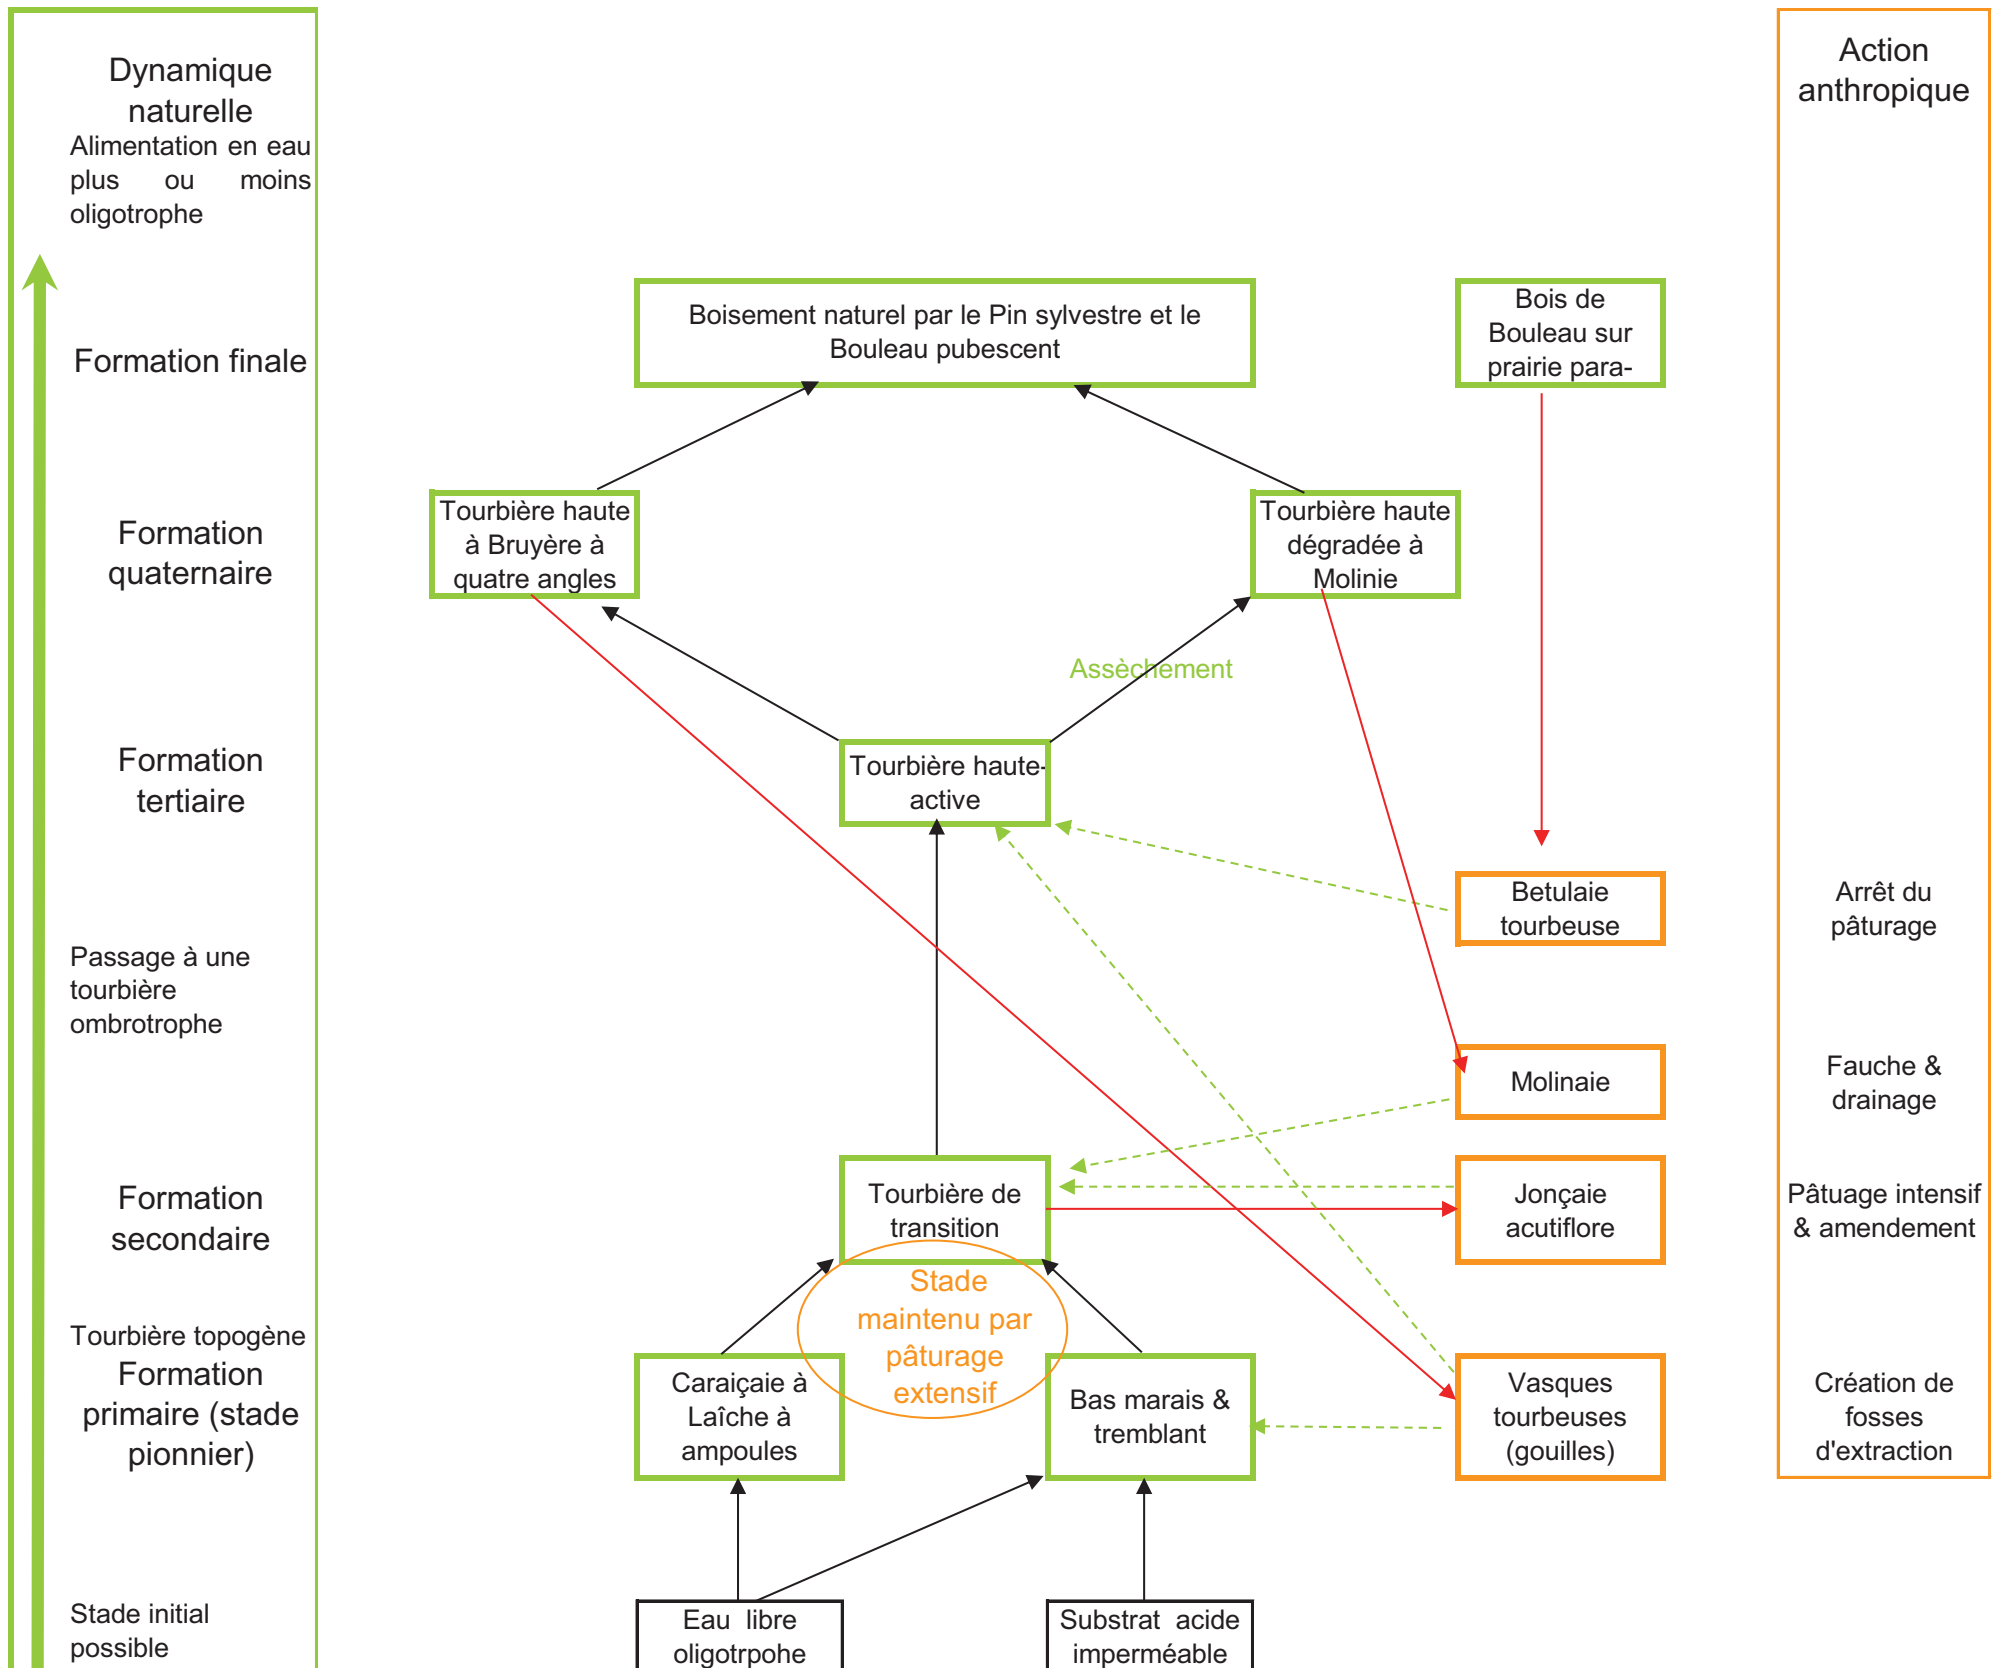 Dynamique
naturelle
Alimentation en eau
plus ou moins
oligotrophe
Formation finale
Formation
quaternaire
Formation
tertiaire
Passage à une
tourbière
ombrotrophe
Formation
secondaire
Tourbière topogène
Formation
primaire (stade
pionnier)
Stade initial
possible
Boisement naturel par le Pin sylvestre et le
Bouleau pubescent
Bois de
Bouleau sur
prairie para-
Tourbière haute
à Bruyère à
quatre angles
Tourbière haute
dégradée à
Molinie
Assèchement
Tourbière haute-
active
Betulaie
tourbeuse
Molinaie
Tourbière de
transition
Jonçaie
acutiflore
Stade
maintenu par
pâturage
extensif
Caraiçaie à
Laîche à
ampoules
Bas marais &
tremblant
Vasques
tourbeuses
(gouilles)
Eau libre
oligotrpohe
Substrat acide
imperméable
Action
anthropique
Arrêt du
pâturage
Fauche &
drainage
Pâtuage intensif
& amendement
Création de
fosses
d'extraction